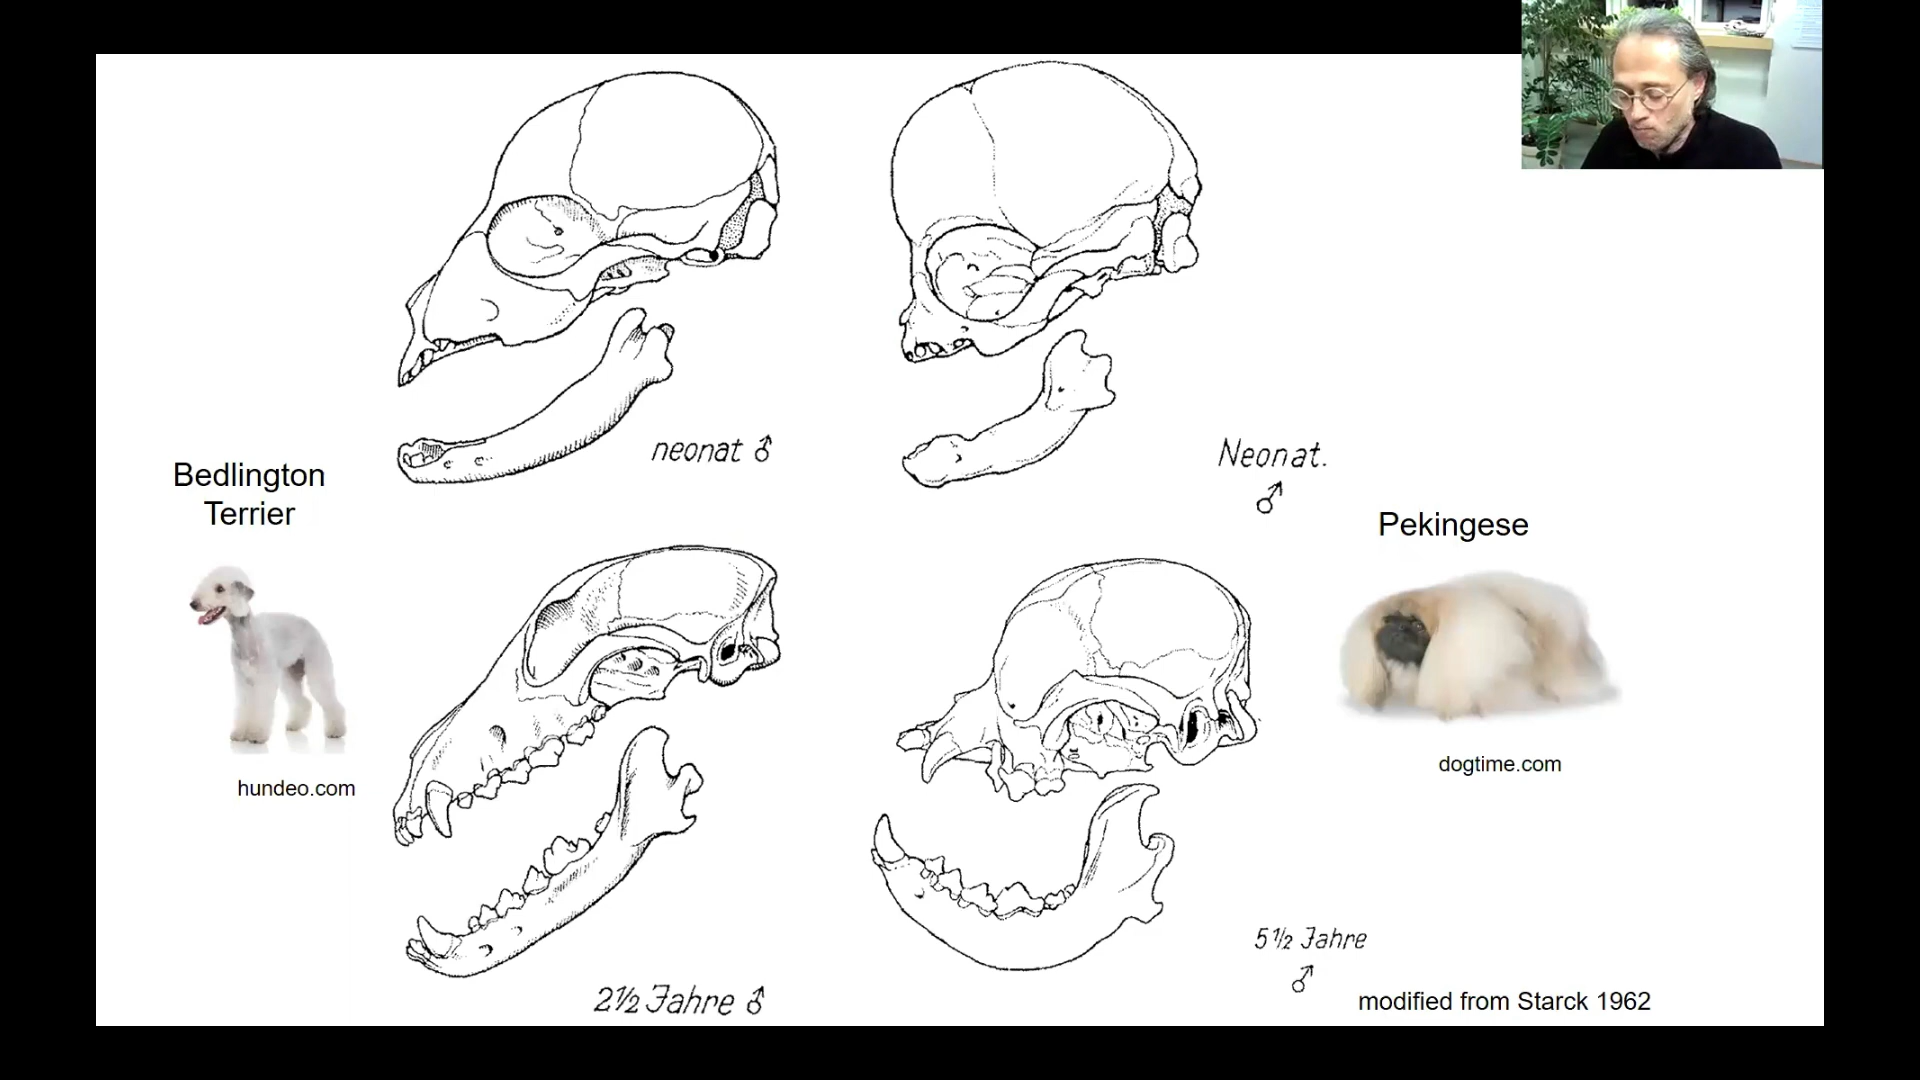 neonat ♂
Neonat.
♂
Bedlington
Terrier
Pekingese
hundeo.com
dogtime.com
2½ Jahre ♂
5½ Jahre
♂
modified from Starck 1962